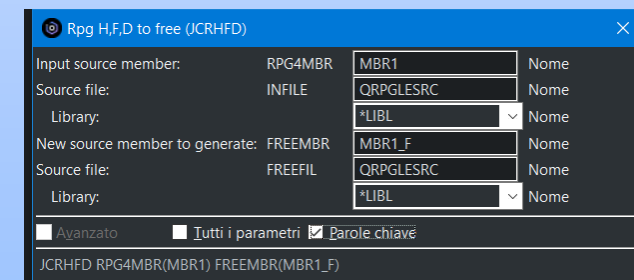 Rpg H,F,D to free (JCRHFD)
Input source member: RPG4MBR MBR1 Nome
Source file: INFILE QRPGLESRC Nome
Library: *LIBL Nome
New source member to generate: FREEMBR MBR1_F Nome
Source file: FREEFIL QRPGLESRC Nome
Library: *LIBL Nome
Avanzato Tutti i parametri Parole chiave
JCRHFD RPG4MBR(MBR1) FREEMBR(MBR1_F)